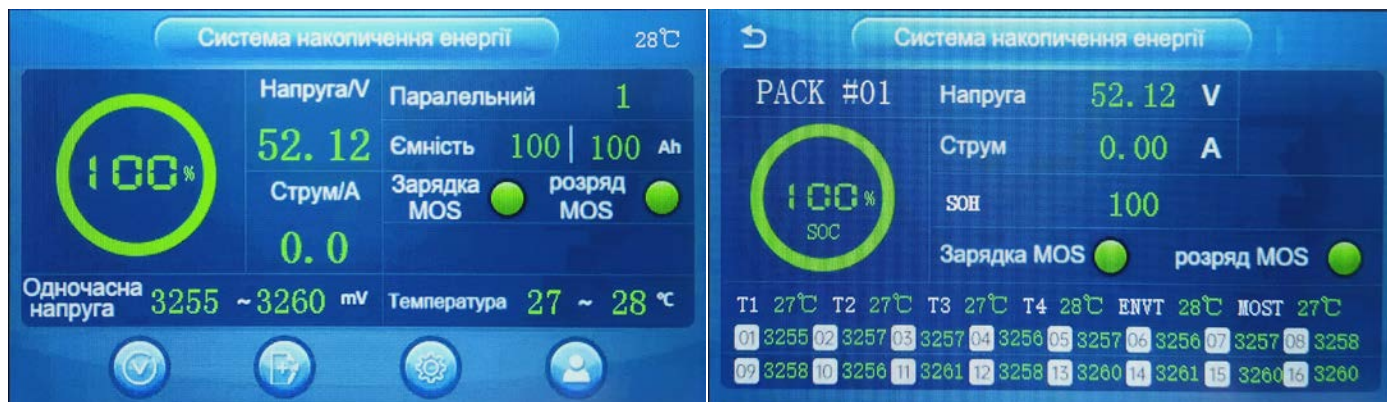 Система накопичення енергії
28℃
100%
Напруга/V
52.12
Струм/A
0.0
Паралельний 1
Ємність 100 | 100 Ah
Зарядка MOS
розряд MOS
Одночасна напруга 3255 ~3260 mV
Температура 27 ~ 28 ℃
Система накопичення енергії
PACK #01
100%
SOC
Напруга 52.12 V
Струм 0.00 A
SOH 100
Зарядка MOS
розряд MOS
T1 27℃ T2 27℃ T3 27℃ T4 28℃ ENVT 28℃ MOST 27℃
01 3255 02 3257 03 3257 04 3256 05 3257 06 3256 07 3257 08 3258
09 3258 10 3256 11 3261 12 3258 13 3260 14 3261 15 3260 16 3260